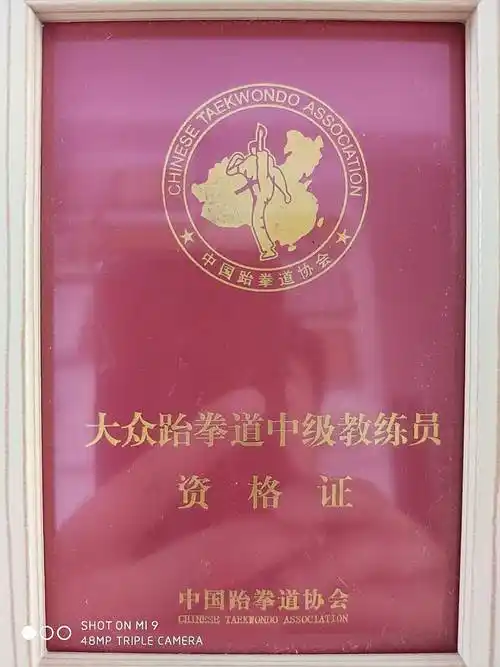 CHINESE TAEKWONDO ASSOCIATION
中国跆拳道协会
大众跆拳道中级教练员
资格证
中国跆拳道协会
CHINESE TAEKWONDO ASSOCIATION
SHOT ON MI 9
48MP TRIPLE CAMERA